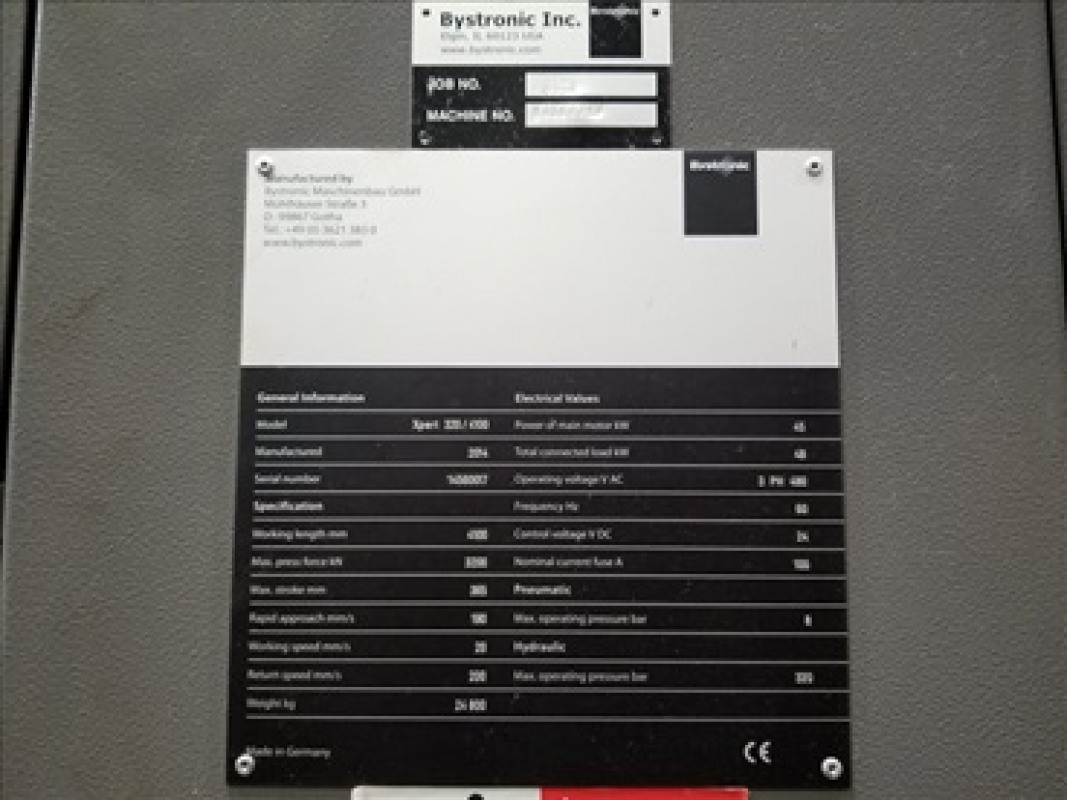 Bystronic Inc.
Elgin, IL 60123 USA
www.bystronic.com
Bystronic
JOB NO.
MACHINE NO.
Manufactured by
Bystronic Maschinenbau GmbH
Mühlhäuser Straße 3
D - 99867 Gotha
Tel.: +49 (0) 3621 383 0
www.bystronic.com
Bystronic
General Information
Model Xpert 320 / 4100
Manufactured 2014
Serial number
Specification
Working length mm 4100
Max. press force kN 3200
Max. stroke mm
Rapid approach mm/s
Working speed mm/s 20
Return speed mm/s 200
Weight kg 24 800
Electrical Values
Power of main motor kW 45
Total connected load kW 48
Operating voltage V AC 3 PH 480
Frequency Hz 60
Control voltage V DC 24
Nominal current fuse A
Pneumatic
Max. operating pressure bar
Hydraulic
Max. operating pressure bar
Made in Germany
CE